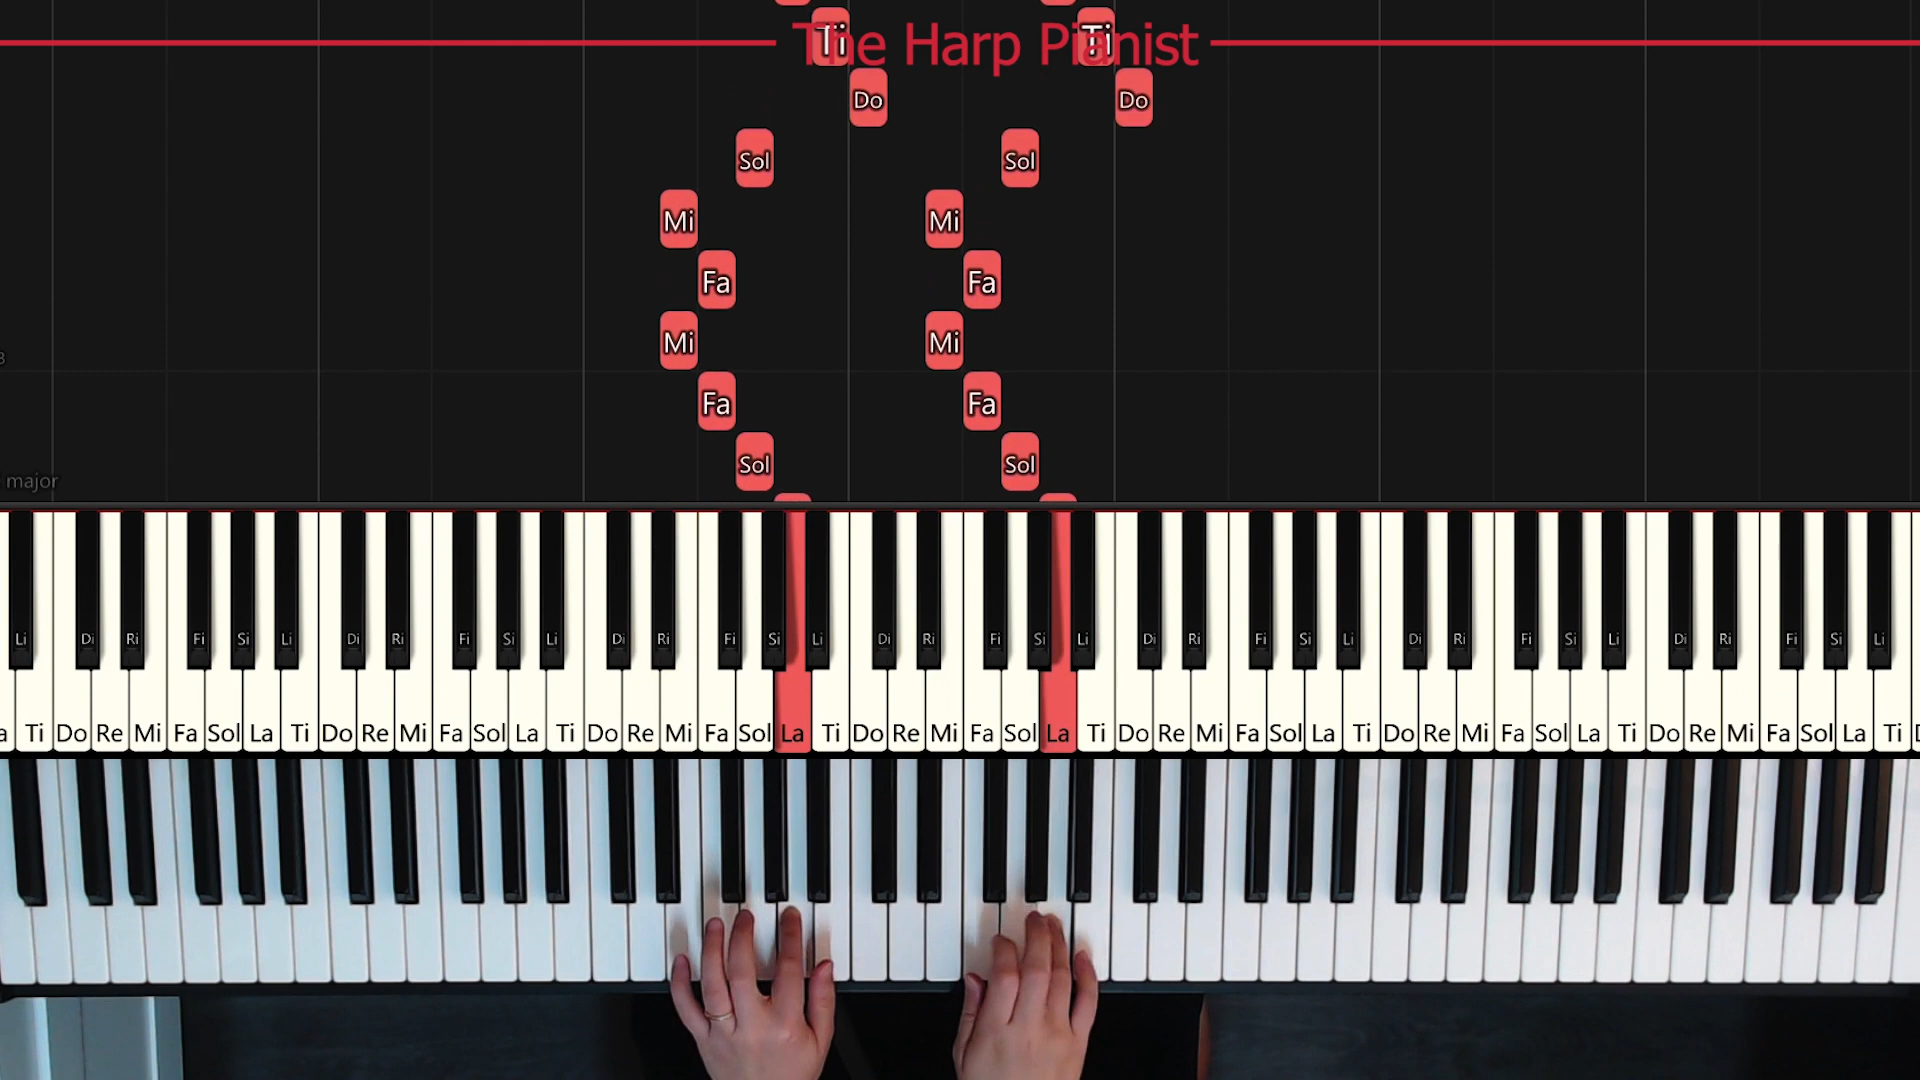 The Harp Pianist
Ti Ti
Do Do
Sol Sol
Mi Mi
Fa Fa
Mi Mi
3
Fa Fa
Sol Sol
major
Li Di Ri Fi Si Li Di Ri Fi Si Li Di Ri Fi Si Li Di Ri Fi Si Li Di Ri Fi Si Li Di Ri Fi Si Li Di Ri Fi Si Li
a Ti Do Re Mi Fa Sol La Ti Do Re Mi Fa Sol La Ti Do Re Mi Fa Sol La Ti Do Re Mi Fa Sol La Ti Do Re Mi Fa Sol La Ti Do Re Mi Fa Sol La Ti Do Re Mi Fa Sol La Ti D